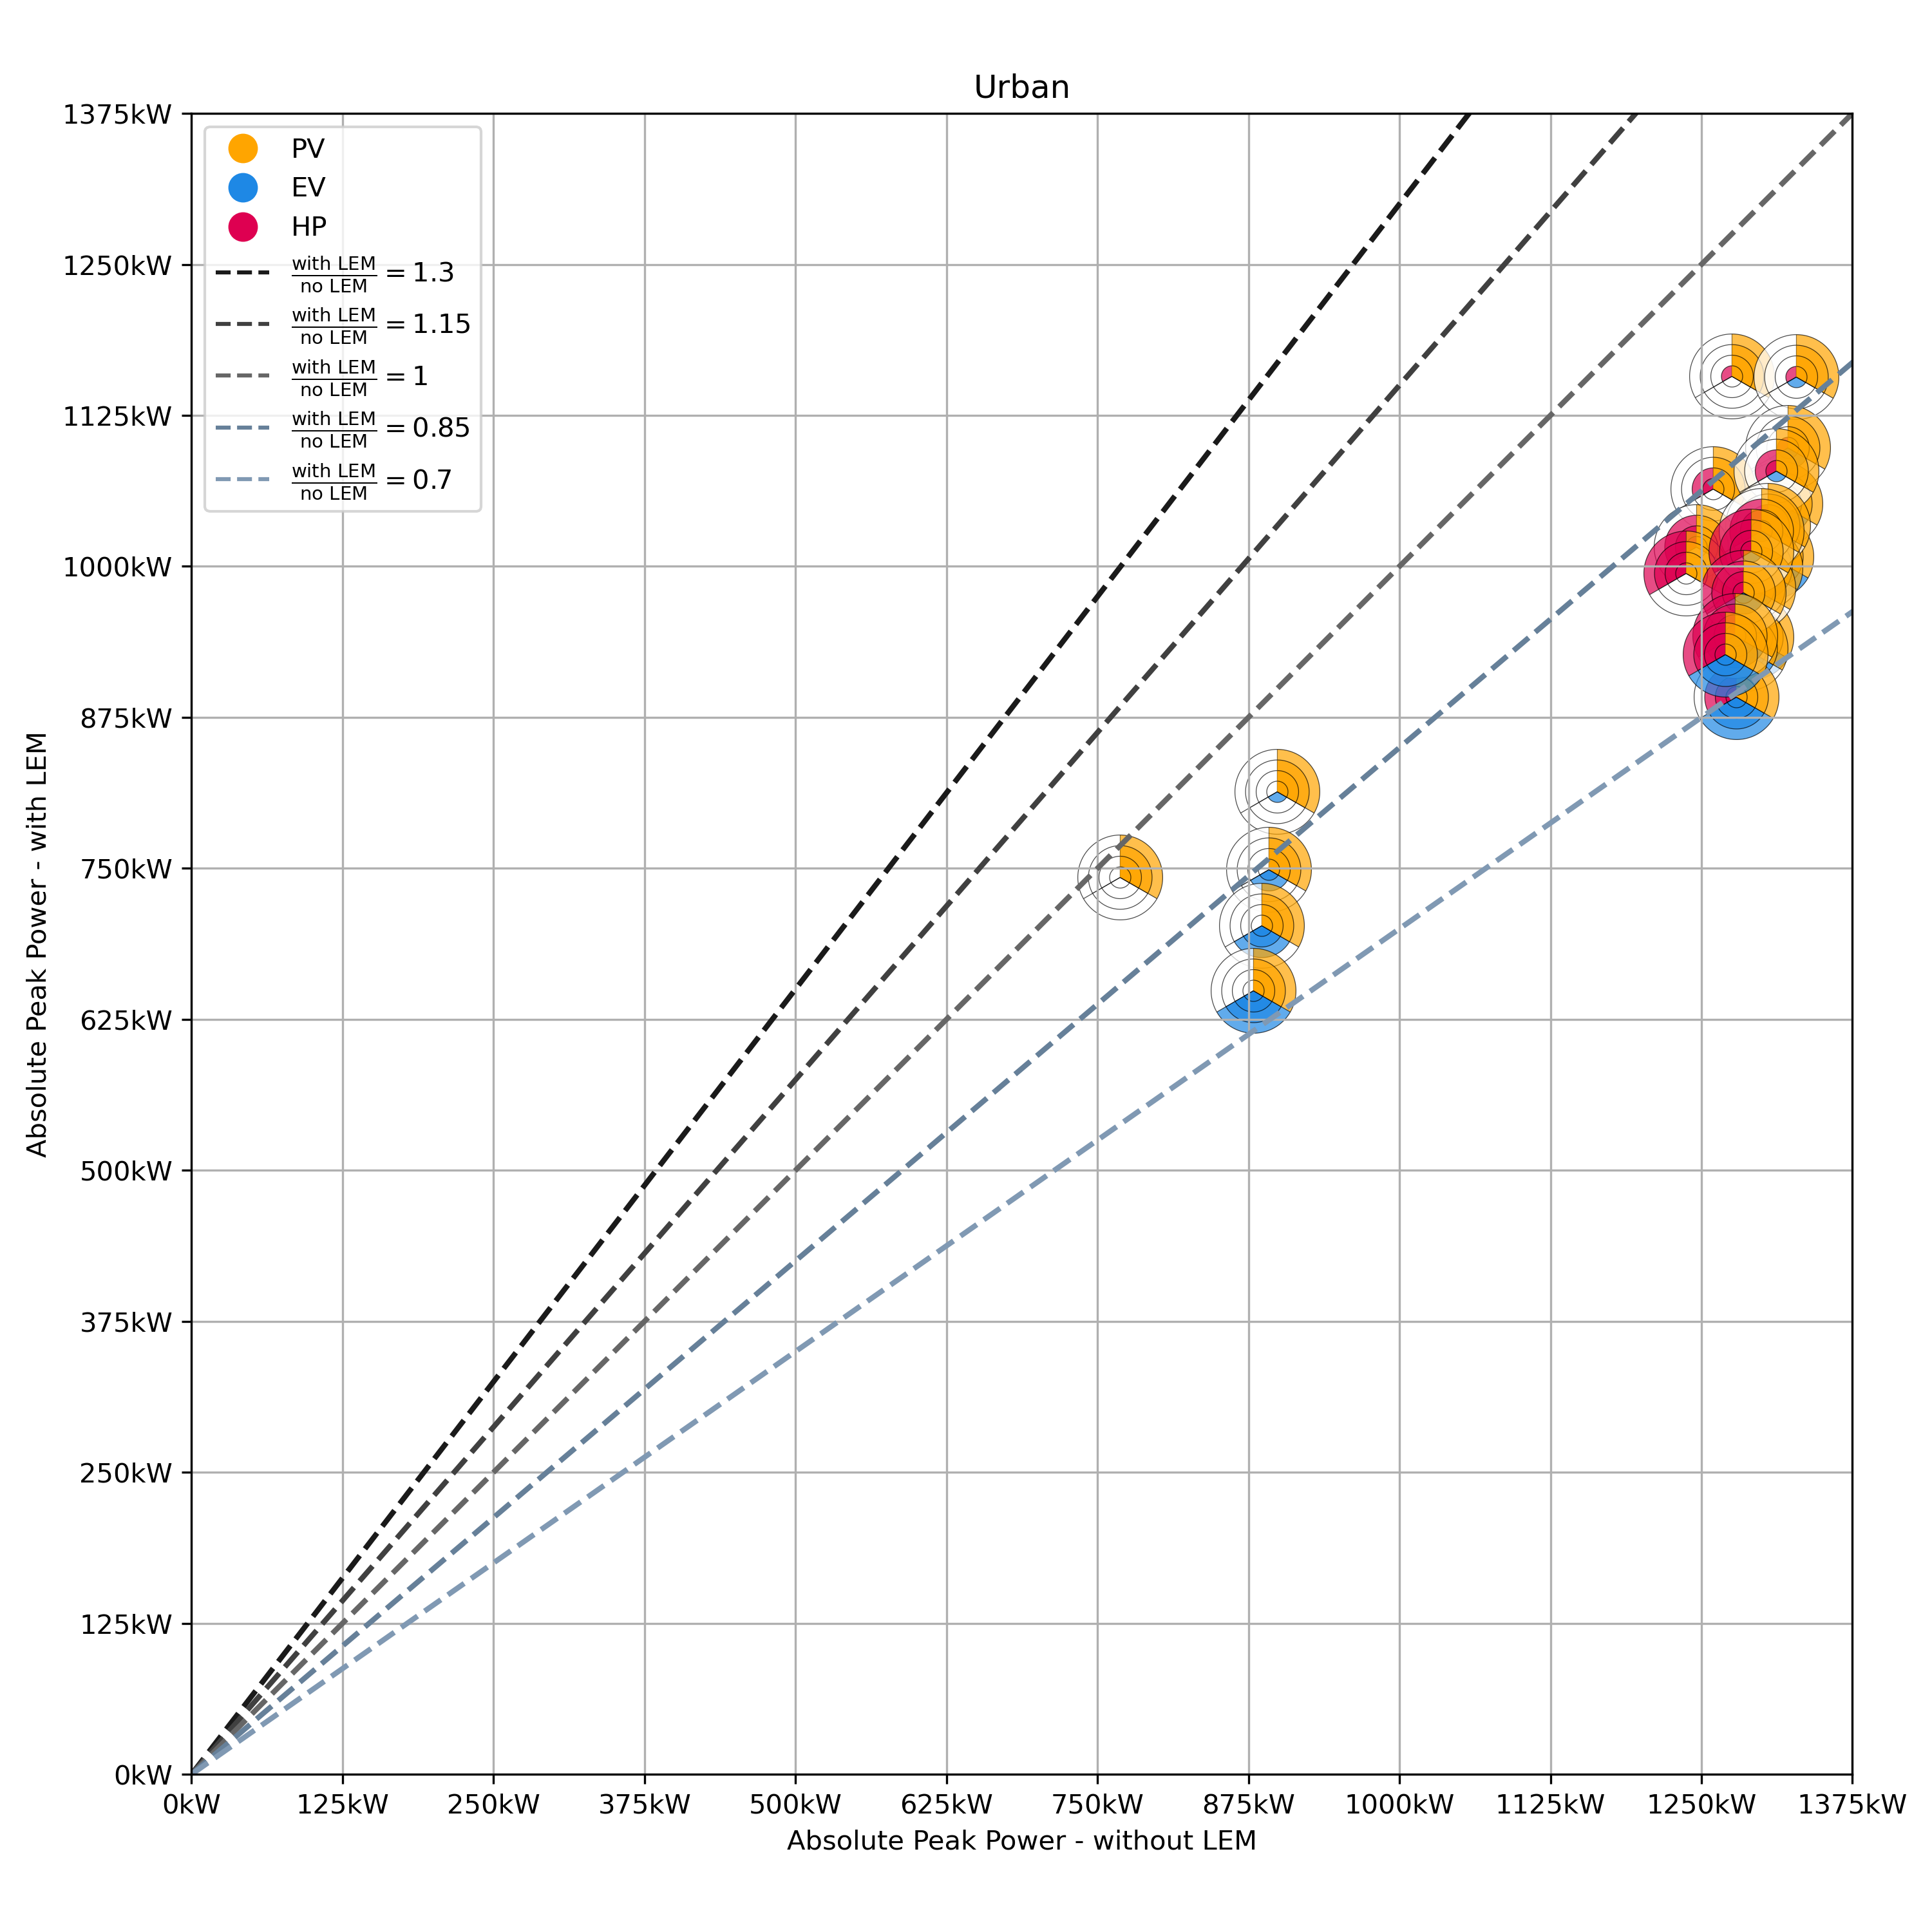 Urban
1375kW
1250kW
1125kW
1000kW
875kW
750kW
625kW
500kW
375kW
250kW
125kW
0kW
Absolute Peak Power - with LEM
PV
EV
HP
with LEM
no LEM = 1.3
with LEM
no LEM = 1.15
with LEM
no LEM = 1
with LEM
no LEM = 0.85
with LEM
no LEM = 0.7
0kW 125kW 250kW 375kW 500kW 625kW 750kW 875kW 1000kW 1125kW 1250kW 1375kW
Absolute Peak Power - without LEM